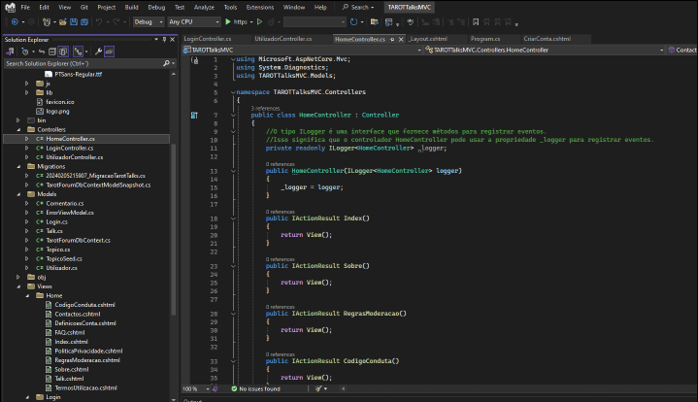 File Edit View Git Project Build Debug Test Analyze Tools Extensions Window Help Search TAROTTalksMVC
Debug Any CPU https
Solution Explorer
Search Solution Explorer (Ctrl+ç)
PTSans-Regular.ttf
js
lib
favicon.ico
logo.png
bin
Controllers
C# HomeController.cs
C# LoginController.cs
C# UtilizadorController.cs
Migrations
C# 20240205215907_MigracaoTarotTalks.cs
C# TarotForumDbContextModelSnapshot.cs
Models
C# Comentario.cs
C# ErrorViewModel.cs
C# Login.cs
C# Talk.cs
C# TarotForumDbContext.cs
C# Topico.cs
C# TopicoSeed.cs
C# Utilizador.cs
obj
Views
Home
CodigoConduta.cshtml
Contactos.cshtml
DefinicoesConta.cshtml
FAQ.cshtml
Index.cshtml
PoliticaPrivacidade.cshtml
RegrasModeracao.cshtml
Sobre.cshtml
Talk.cshtml
TermosUtilizacao.cshtml
Login
LoginController.cs UtilizadorController.cs HomeController.cs _Layout.cshtml Program.cs CriarConta.cshtml
TAROTTalksMVC TAROTTalksMVC.Controllers.HomeController Contact
1 using Microsoft.AspNetCore.Mvc;
2 using System.Diagnostics;
3 using TAROTTalksMVC.Models;
4
5 namespace TAROTTalksMVC.Controllers
6 {
3 references
7 public class HomeController : Controller
8 {
9 //O tipo ILogger é uma interface que fornece métodos para registrar eventos.
10 //Isso significa que o controlador HomeController pode usar a propriedade _logger para registrar eventos.
11 private readonly ILogger<HomeController> _logger;
12
0 references
13 public HomeController(ILogger<HomeController> logger)
14 {
15 _logger = logger;
16 }
17
0 references
18 public IActionResult Index()
19 {
20 return View();
21 }
22
0 references
23 public IActionResult Sobre()
24 {
25 return View();
26 }
27
0 references
28 public IActionResult RegrasModeracao()
29 {
30 return View();
31 }
32
0 references
33 public IActionResult CodigoConduta()
34 {
35 return View();
100 % No issues found